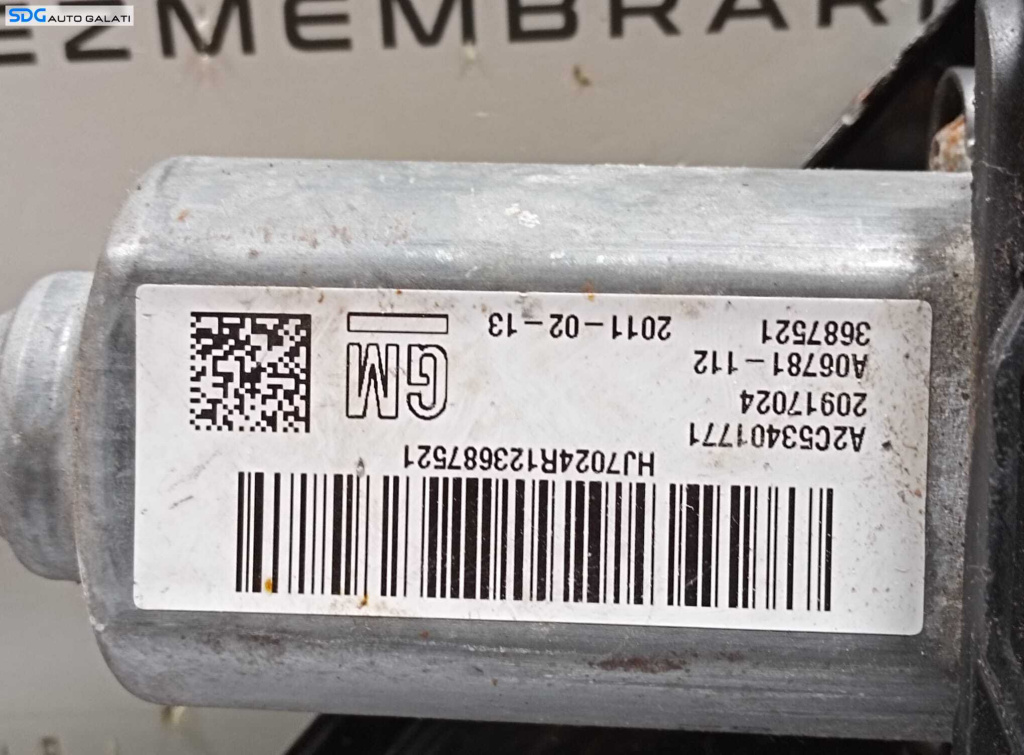 SDG AUTO GALATI
EZMEMBRARI
HJ7024R123687521
A2C53401771
20917024
A06781-112
3687521
GM
2011-02-13